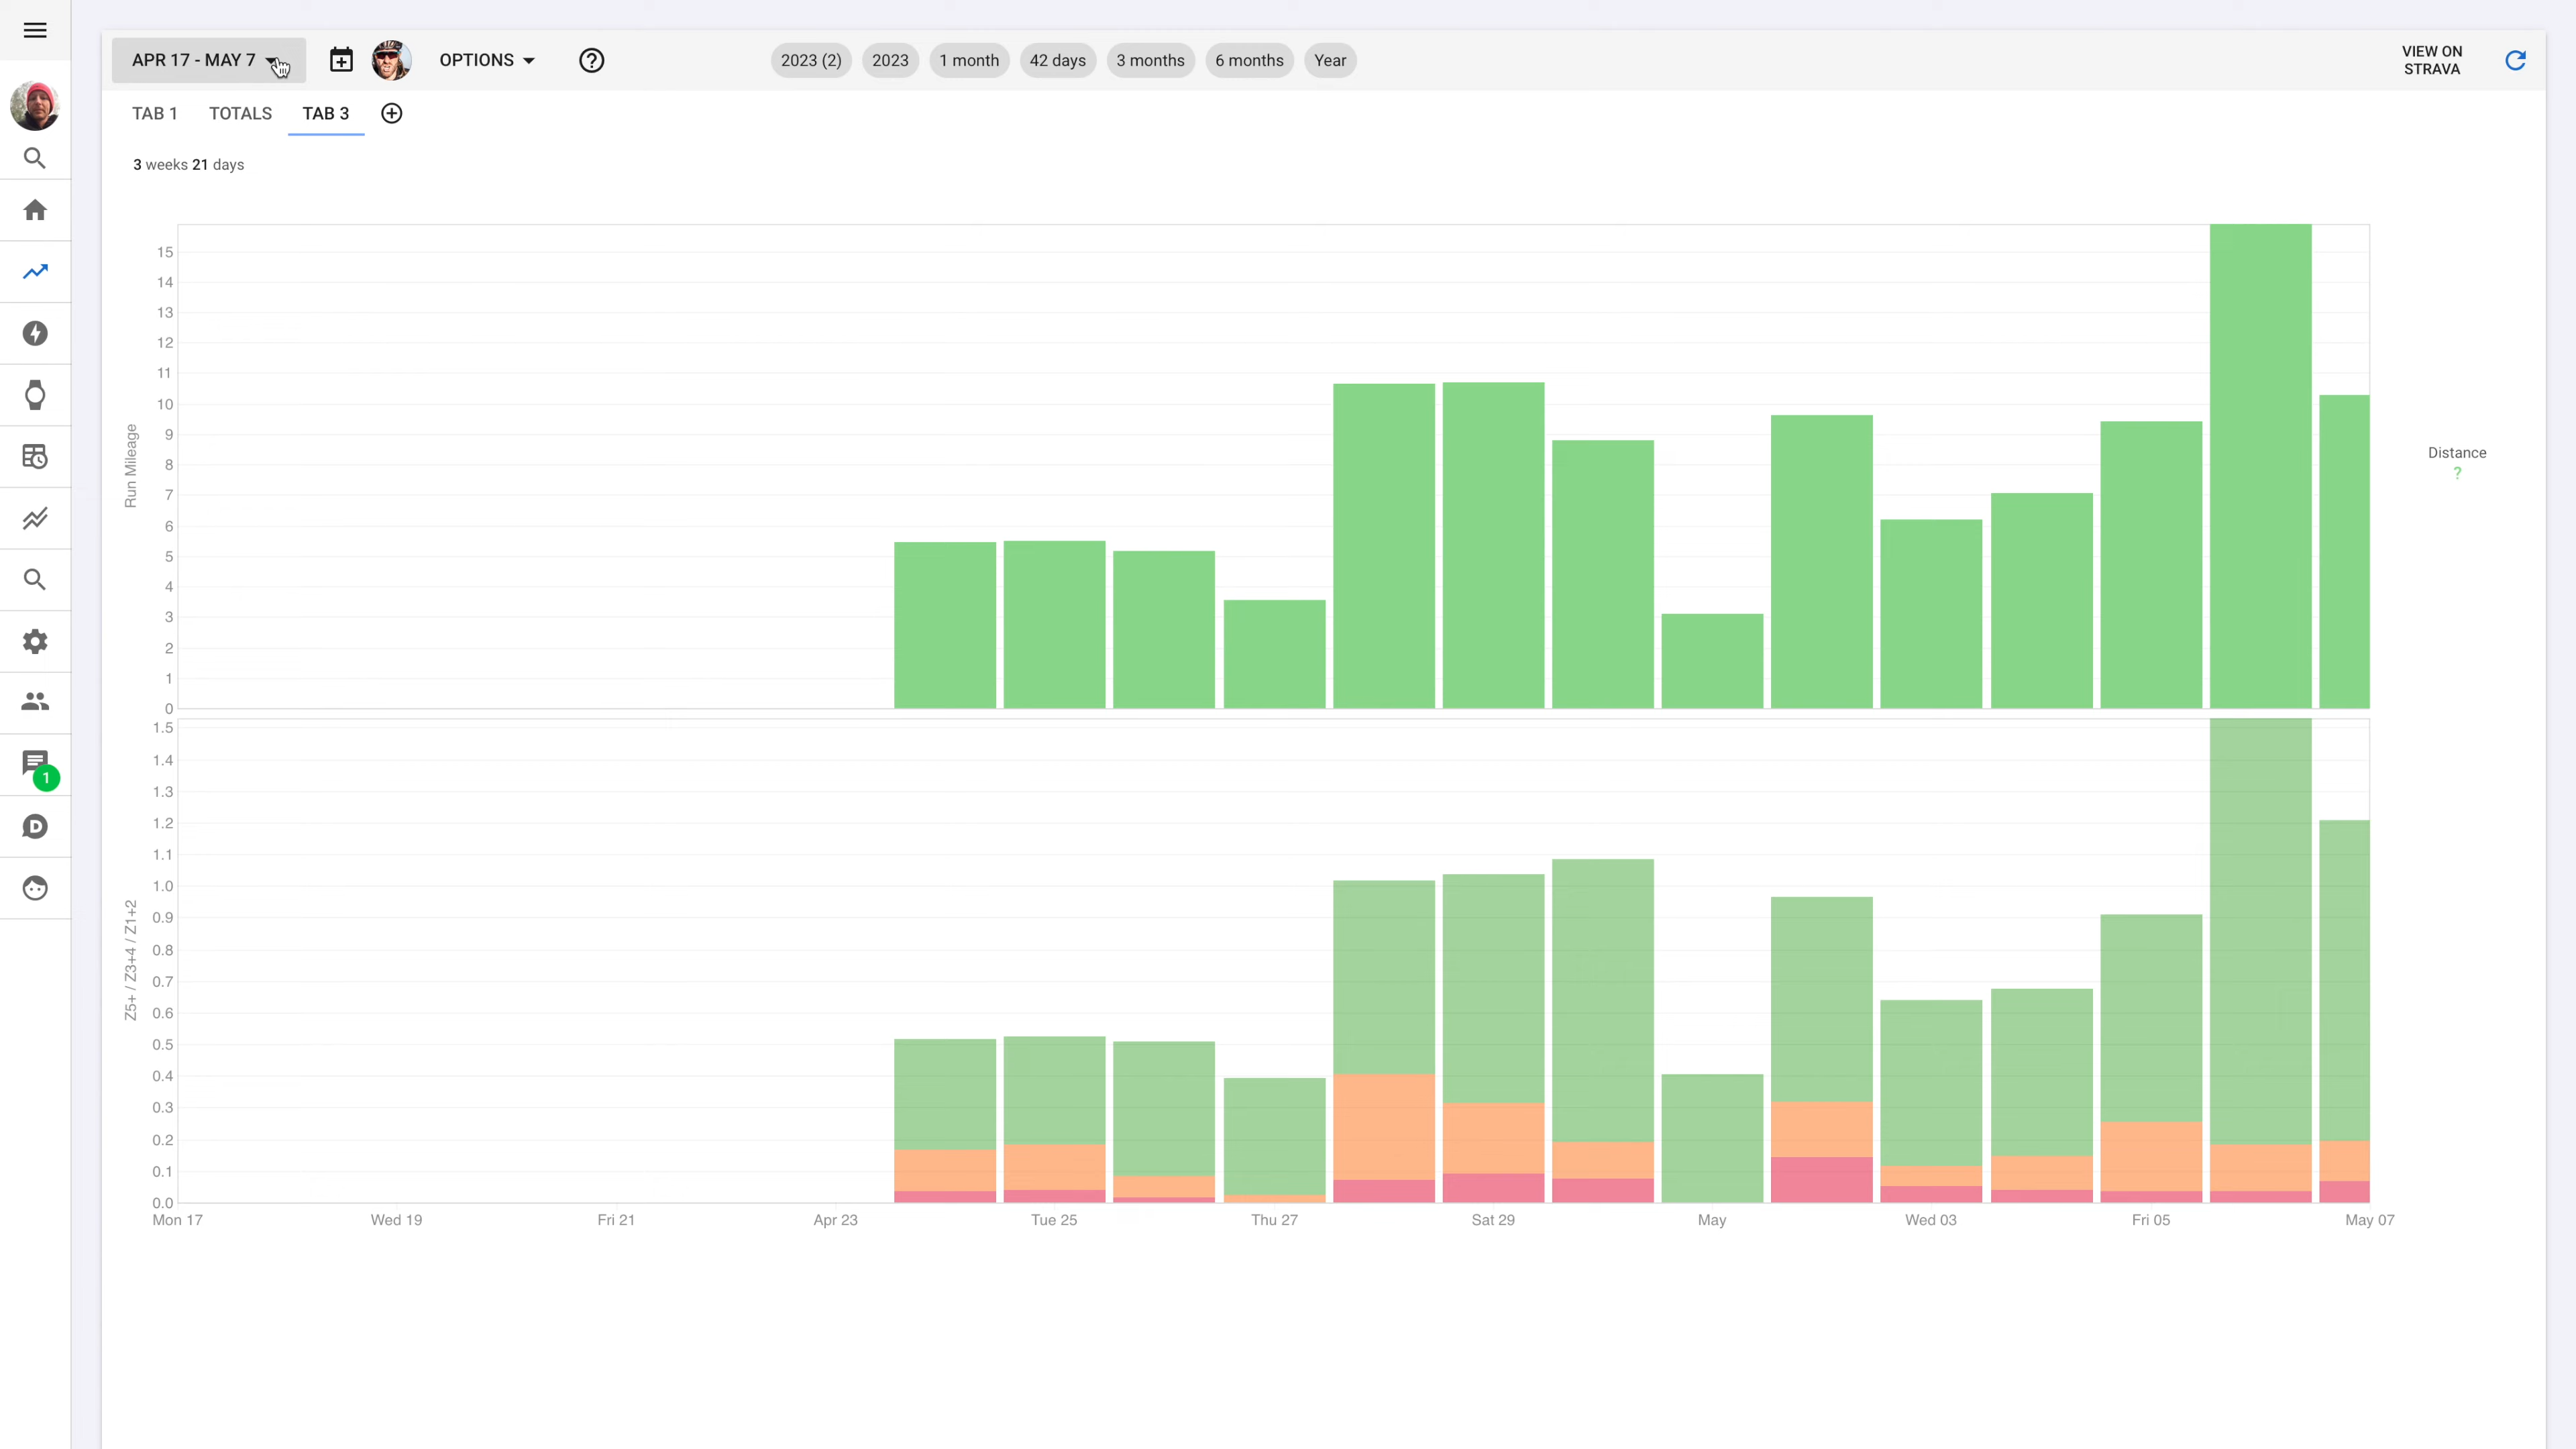 APR 17 - MAY 7
OPTIONS
2023 (2)
2023
1 month
42 days
3 months
6 months
Year
VIEW ON
STRAVA
TAB 1
TOTALS
TAB 3
3 weeks 21 days
15
14
13
12
11
10
9
8
7
6
5
4
3
2
1
0
Run Mileage
Distance
?
1.5
1.4
1.3
1.2
1.1
1.0
0.9
0.8
0.7
0.6
0.5
0.4
0.3
0.2
0.1
0.0
Z5+ / Z3+4 / Z1+2
Mon 17
Wed 19
Fri 21
Apr 23
Tue 25
Thu 27
Sat 29
May
Wed 03
Fri 05
May 07
1
D